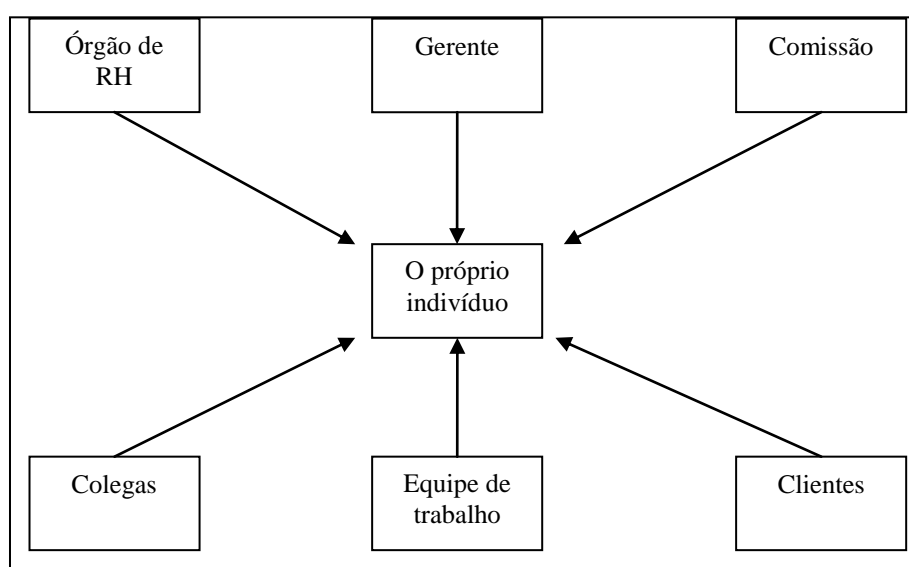 Órgão de
RH
Gerente
Comissão
O próprio
indivíduo
Colegas
Equipe de
trabalho
Clientes